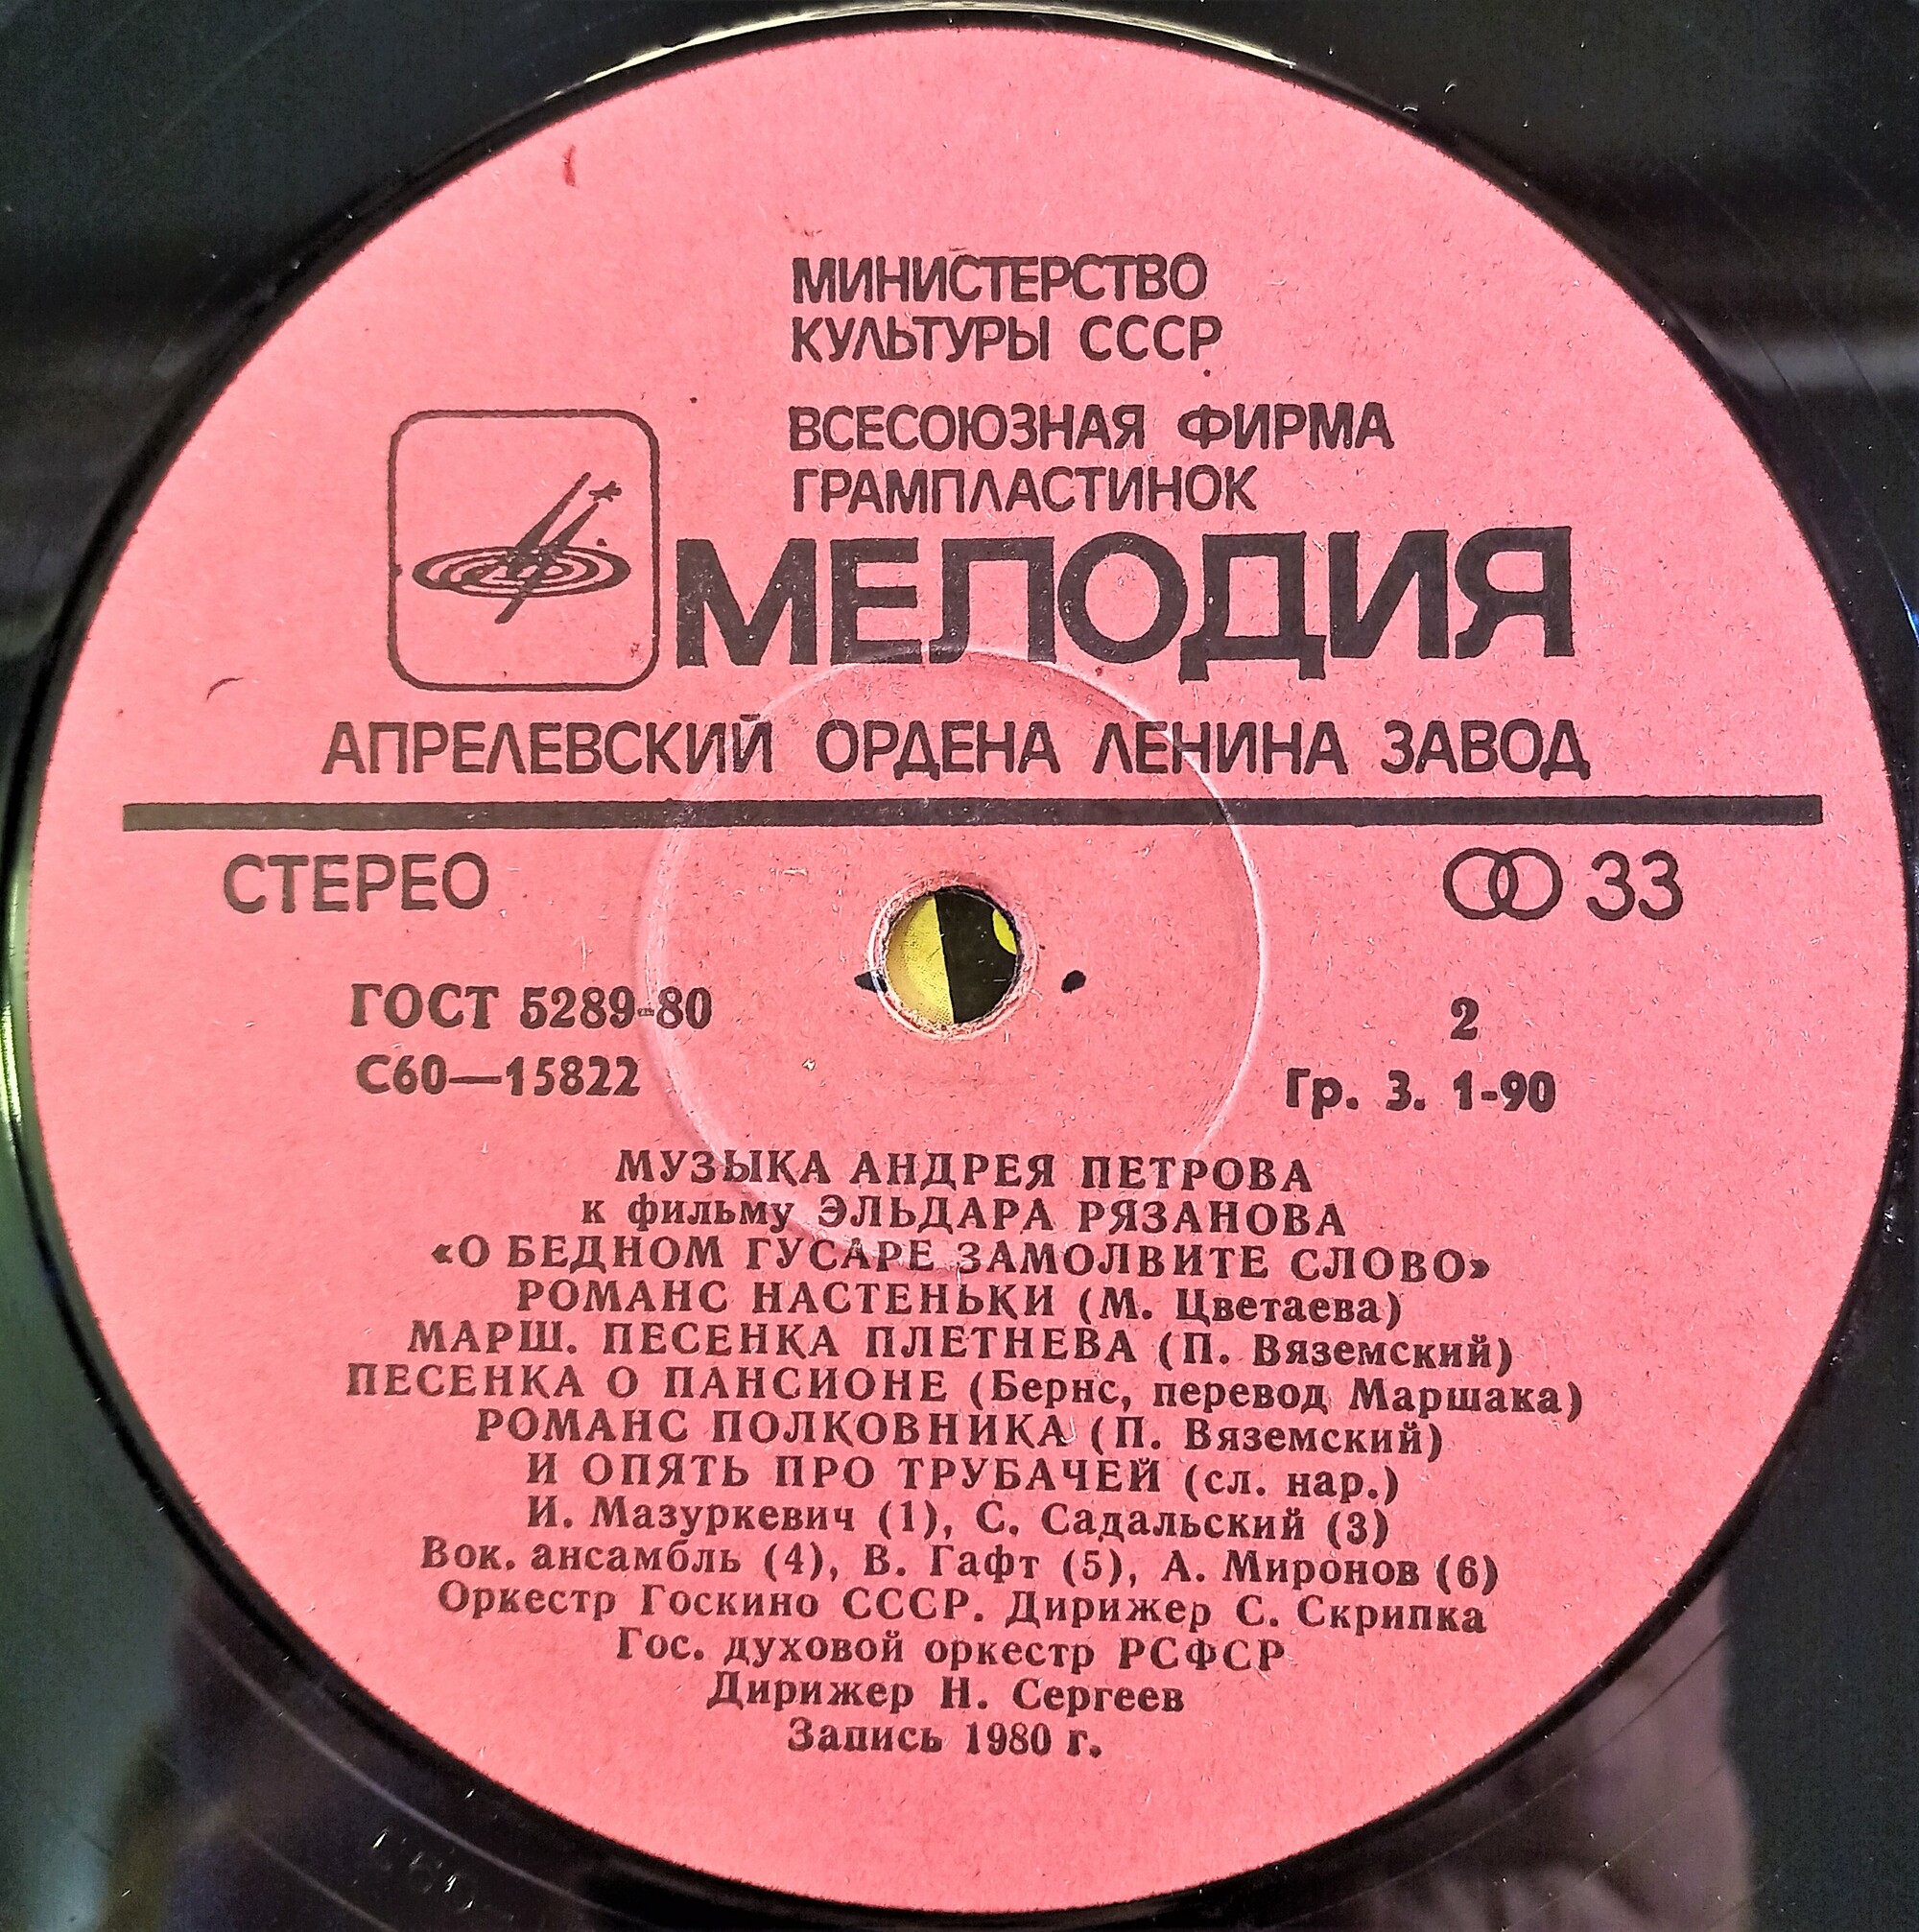 МИНИСТЕРСТВО
КУЛЬТУРЫ СССР
ВСЕСОЮЗНАЯ ФИРМА
ГРАМПЛАСТИНОК
МЕЛОДИЯ
АПРЕЛЕВСКИЙ ОРДЕНА ЛЕНИНА ЗАВОД
СТЕРЕО
33
ГОСТ 5289-80
2
С60—15822
Гр. 3. 1-90
МУЗЫКА АНДРЕЯ ПЕТРОВА
к фильму ЭЛЬДАРА РЯЗАНОВА
«О БЕДНОМ ГУСАРЕ ЗАМОЛВИТЕ СЛОВО»
РОМАНС НАСТЕНЬКИ (М. Цветаева)
МАРШ. ПЕСЕНКА ПЛЕТНЕВА (П. Вяземский)
ПЕСЕНКА О ПАНСИОНЕ (Бернс, перевод Маршака)
РОМАНС ПОЛКОВНИКА (П. Вяземский)
И ОПЯТЬ ПРО ТРУБАЧЕЙ (сл. нар.)
И. Мазуркевич (1), С. Садальский (3)
Вок. ансамбль (4), В. Гафт (5), А. Миронов (6)
Оркестр Госкино СССР. Дирижер С. Скрипка
Гос. духовой оркестр РСФСР
Дирижер Н. Сергеев
Запись 1980 г.